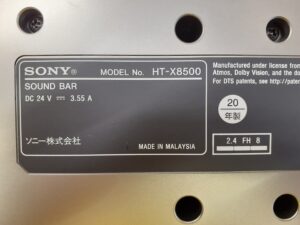 SONY® MODEL No. HT-X8500
SOUND BAR
DC 24 V ⎓ 3.55 A
ソニー株式会社
MADE IN MALAYSIA
Manufactured under license from
Atmos, Dolby Vision, and the do
For DTS patents, see http://pate
20
年製
2.4 FH 8